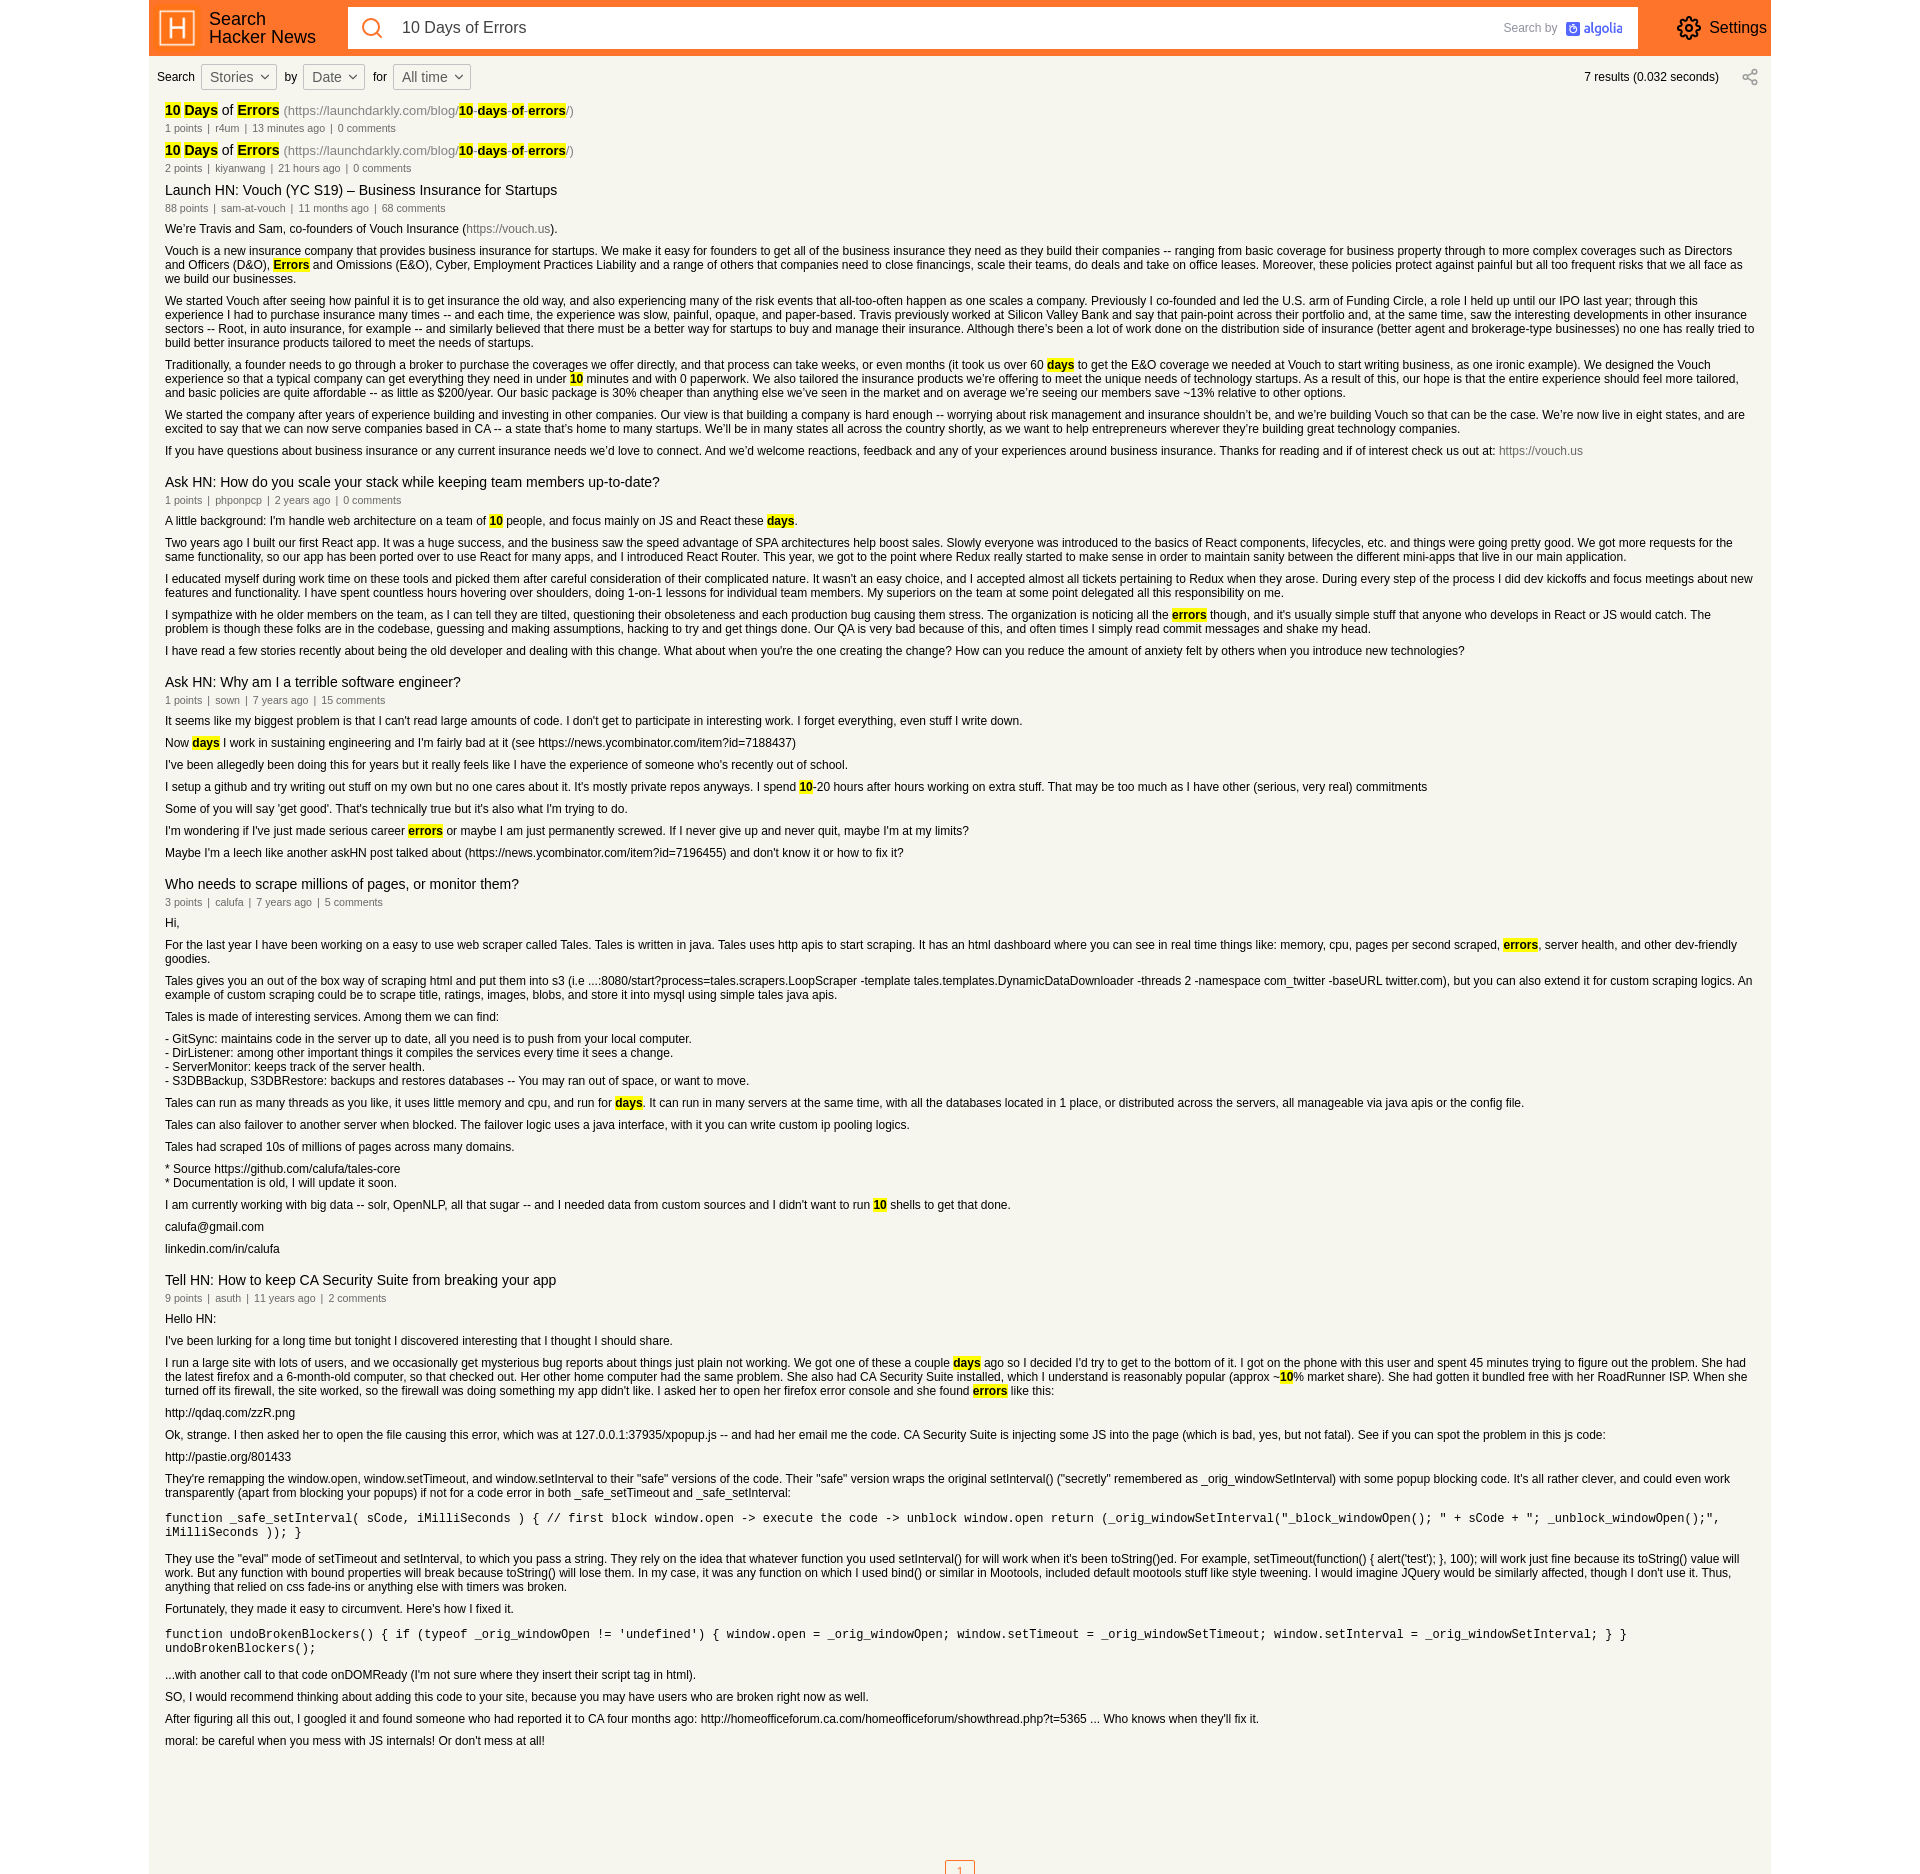 H
Search
Hacker News
10 Days of Errors
Search by algolia
Settings
Search Stories by Date for All time
7 results (0.032 seconds)
10 Days of Errors (https://launchdarkly.com/blog/10-days-of-errors/)
1 points | r4um | 13 minutes ago | 0 comments
10 Days of Errors (https://launchdarkly.com/blog/10-days-of-errors/)
2 points | kiyanwang | 21 hours ago | 0 comments
Launch HN: Vouch (YC S19) – Business Insurance for Startups
88 points | sam-at-vouch | 11 months ago | 68 comments
We’re Travis and Sam, co-founders of Vouch Insurance (https://vouch.us).
Vouch is a new insurance company that provides business insurance for startups. We make it easy for founders to get all of the business insurance they need as they build their companies -- ranging from basic coverage for business property through to more complex coverages such as Directors
and Officers (D&O), Errors and Omissions (E&O), Cyber, Employment Practices Liability and a range of others that companies need to close financings, scale their teams, do deals and take on office leases. Moreover, these policies protect against painful but all too frequent risks that we all face as
we build our businesses.
We started Vouch after seeing how painful it is to get insurance the old way, and also experiencing many of the risk events that all-too-often happen as one scales a company. Previously I co-founded and led the U.S. arm of Funding Circle, a role I held up until our IPO last year; through this
experience I had to purchase insurance many times -- and each time, the experience was slow, painful, opaque, and paper-based. Travis previously worked at Silicon Valley Bank and say that pain-point across their portfolio and, at the same time, saw the interesting developments in other insurance
sectors -- Root, in auto insurance, for example -- and similarly believed that there must be a better way for startups to buy and manage their insurance. Although there’s been a lot of work done on the distribution side of insurance (better agent and brokerage-type businesses) no one has really tried to
build better insurance products tailored to meet the needs of startups.
Traditionally, a founder needs to go through a broker to purchase the coverages we offer directly, and that process can take weeks, or even months (it took us over 60 days to get the E&O coverage we needed at Vouch to start writing business, as one ironic example). We designed the Vouch
experience so that a typical company can get everything they need in under 10 minutes and with 0 paperwork. We also tailored the insurance products we’re offering to meet the unique needs of technology startups. As a result of this, our hope is that the entire experience should feel more tailored,
and basic policies are quite affordable -- as little as $200/year. Our basic package is 30% cheaper than anything else we’ve seen in the market and on average we’re seeing our members save ~13% relative to other options.
We started the company after years of experience building and investing in other companies. Our view is that building a company is hard enough -- worrying about risk management and insurance shouldn’t be, and we’re building Vouch so that can be the case. We’re now live in eight states, and are
excited to say that we can now serve companies based in CA -- a state that’s home to many startups. We’ll be in many states all across the country shortly, as we want to help entrepreneurs wherever they’re building great technology companies.
If you have questions about business insurance or any current insurance needs we’d love to connect. And we’d welcome reactions, feedback and any of your experiences around business insurance. Thanks for reading and if of interest check us out at: https://vouch.us
Ask HN: How do you scale your stack while keeping team members up-to-date?
1 points | phponpcp | 2 years ago | 0 comments
A little background: I'm handle web architecture on a team of 10 people, and focus mainly on JS and React these days.
Two years ago I built our first React app. It was a huge success, and the business saw the speed advantage of SPA architectures help boost sales. Slowly everyone was introduced to the basics of React components, lifecycles, etc. and things were going pretty good. We got more requests for the
same functionality, so our app has been ported over to use React for many apps, and I introduced React Router. This year, we got to the point where Redux really started to make sense in order to maintain sanity between the different mini-apps that live in our main application.
I educated myself during work time on these tools and picked them after careful consideration of their complicated nature. It wasn't an easy choice, and I accepted almost all tickets pertaining to Redux when they arose. During every step of the process I did dev kickoffs and focus meetings about new
features and functionality. I have spent countless hours hovering over shoulders, doing 1-on-1 lessons for individual team members. My superiors on the team at some point delegated all this responsibility on me.
I sympathize with he older members on the team, as I can tell they are tilted, questioning their obsoleteness and each production bug causing them stress. The organization is noticing all the errors though, and it's usually simple stuff that anyone who develops in React or JS would catch. The
problem is though these folks are in the codebase, guessing and making assumptions, hacking to try and get things done. Our QA is very bad because of this, and often times I simply read commit messages and shake my head.
I have read a few stories recently about being the old developer and dealing with this change. What about when you're the one creating the change? How can you reduce the amount of anxiety felt by others when you introduce new technologies?
Ask HN: Why am I a terrible software engineer?
1 points | sown | 7 years ago | 15 comments
It seems like my biggest problem is that I can't read large amounts of code. I don't get to participate in interesting work. I forget everything, even stuff I write down.
Now days I work in sustaining engineering and I'm fairly bad at it (see https://news.ycombinator.com/item?id=7188437)
I've been allegedly been doing this for years but it really feels like I have the experience of someone who's recently out of school.
I setup a github and try writing out stuff on my own but no one cares about it. It's mostly private repos anyways. I spend 10-20 hours after hours working on extra stuff. That may be too much as I have other (serious, very real) commitments
Some of you will say 'get good'. That's technically true but it's also what I'm trying to do.
I'm wondering if I've just made serious career errors or maybe I am just permanently screwed. If I never give up and never quit, maybe I'm at my limits?
Maybe I'm a leech like another askHN post talked about (https://news.ycombinator.com/item?id=7196455) and don't know it or how to fix it?
Who needs to scrape millions of pages, or monitor them?
3 points | calufa | 7 years ago | 5 comments
Hi,
For the last year I have been working on a easy to use web scraper called Tales. Tales is written in java. Tales uses http apis to start scraping. It has an html dashboard where you can see in real time things like: memory, cpu, pages per second scraped, errors, server health, and other dev-friendly
goodies.
Tales gives you an out of the box way of scraping html and put them into s3 (i.e ...:8080/start?process=tales.scrapers.LoopScraper -template tales.templates.DynamicDataDownloader -threads 2 -namespace com_twitter -baseURL twitter.com), but you can also extend it for custom scraping logics. An
example of custom scraping could be to scrape title, ratings, images, blobs, and store it into mysql using simple tales java apis.
Tales is made of interesting services. Among them we can find:
- GitSync: maintains code in the server up to date, all you need is to push from your local computer.
- DirListener: among other important things it compiles the services every time it sees a change.
- ServerMonitor: keeps track of the server health.
- S3DBBackup, S3DBRestore: backups and restores databases -- You may ran out of space, or want to move.
Tales can run as many threads as you like, it uses little memory and cpu, and run for days. It can run in many servers at the same time, with all the databases located in 1 place, or distributed across the servers, all manageable via java apis or the config file.
Tales can also failover to another server when blocked. The failover logic uses a java interface, with it you can write custom ip pooling logics.
Tales had scraped 10s of millions of pages across many domains.
* Source https://github.com/calufa/tales-core
* Documentation is old, I will update it soon.
I am currently working with big data -- solr, OpenNLP, all that sugar -- and I needed data from custom sources and I didn't want to run 10 shells to get that done.
calufa@gmail.com
linkedin.com/in/calufa
Tell HN: How to keep CA Security Suite from breaking your app
9 points | asuth | 11 years ago | 2 comments
Hello HN:
I've been lurking for a long time but tonight I discovered interesting that I thought I should share.
I run a large site with lots of users, and we occasionally get mysterious bug reports about things just plain not working. We got one of these a couple days ago so I decided I'd try to get to the bottom of it. I got on the phone with this user and spent 45 minutes trying to figure out the problem. She had
the latest firefox and a 6-month-old computer, so that checked out. Her other home computer had the same problem. She also had CA Security Suite installed, which I understand is reasonably popular (approx ~10% market share). She had gotten it bundled free with her RoadRunner ISP. When she
turned off its firewall, the site worked, so the firewall was doing something my app didn't like. I asked her to open her firefox error console and she found errors like this:
http://qdaq.com/zzR.png
Ok, strange. I then asked her to open the file causing this error, which was at 127.0.0.1:37935/xpopup.js -- and had her email me the code. CA Security Suite is injecting some JS into the page (which is bad, yes, but not fatal). See if you can spot the problem in this js code:
http://pastie.org/801433
They're remapping the window.open, window.setTimeout, and window.setInterval to their "safe" versions of the code. Their "safe" version wraps the original setInterval() ("secretly" remembered as _orig_windowSetInterval) with some popup blocking code. It's all rather clever, and could even work
transparently (apart from blocking your popups) if not for a code error in both _safe_setTimeout and _safe_setInterval:
function _safe_setInterval( sCode, iMilliSeconds ) { // first block window.open -> execute the code -> unblock window.open return (_orig_windowSetInterval("_block_windowOpen(); " + sCode + "; _unblock_windowOpen();",
iMilliSeconds )); }
They use the "eval" mode of setTimeout and setInterval, to which you pass a string. They rely on the idea that whatever function you used setInterval() for will work when it's been toString()ed. For example, setTimeout(function() { alert('test'); }, 100); will work just fine because its toString() value will
work. But any function with bound properties will break because toString() will lose them. In my case, it was any function on which I used bind() or similar in Mootools, included default mootools stuff like style tweening. I would imagine JQuery would be similarly affected, though I don't use it. Thus,
anything that relied on css fade-ins or anything else with timers was broken.
Fortunately, they made it easy to circumvent. Here's how I fixed it.
function undoBrokenBlockers() { if (typeof _orig_windowOpen != 'undefined') { window.open = _orig_windowOpen; window.setTimeout = _orig_windowSetTimeout; window.setInterval = _orig_windowSetInterval; } }
undoBrokenBlockers();
...with another call to that code onDOMReady (I'm not sure where they insert their script tag in html).
SO, I would recommend thinking about adding this code to your site, because you may have users who are broken right now as well.
After figuring all this out, I googled it and found someone who had reported it to CA four months ago: http://homeofficeforum.ca.com/homeofficeforum/showthread.php?t=5365 ... Who knows when they'll fix it.
moral: be careful when you mess with JS internals! Or don't mess at all!
1